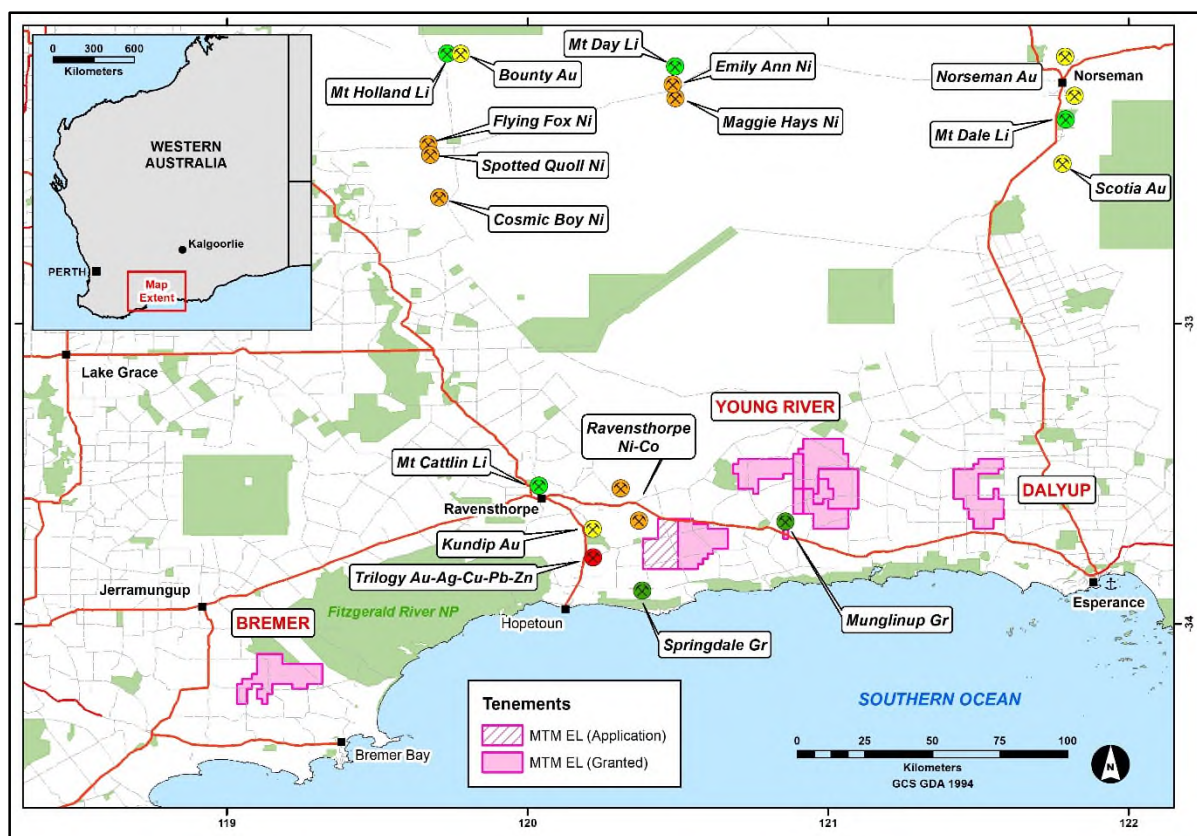 0 300 600
Kilometers
WESTERN
AUSTRALIA
Kalgoorlie
PERTH
Map
Extent
Mt Holland Li
Bounty Au
Mt Day Li
Emily Ann Ni
Maggie Hays Ni
Norseman Au
Norseman
Mt Dale Li
Scotia Au
Flying Fox Ni
Spotted Quoll Ni
Cosmic Boy Ni
-33
Lake Grace
YOUNG RIVER
Ravensthorpe
Ni-Co
Mt Cattlin Li
Ravensthorpe
DALYUP
Kundip Au
Trilogy Au-Ag-Cu-Pb-Zn
Jerramungup
Fitzgerald River NP
Hopetoun
Esperance
BREMER
Springdale Gr
Munglinup Gr
-34
Tenements
MTM EL (Application)
MTM EL (Granted)
SOUTHERN OCEAN
0 25 50 75 100
Kilometers
GCS GDA 1994
N
Bremer Bay
119 120 121 122